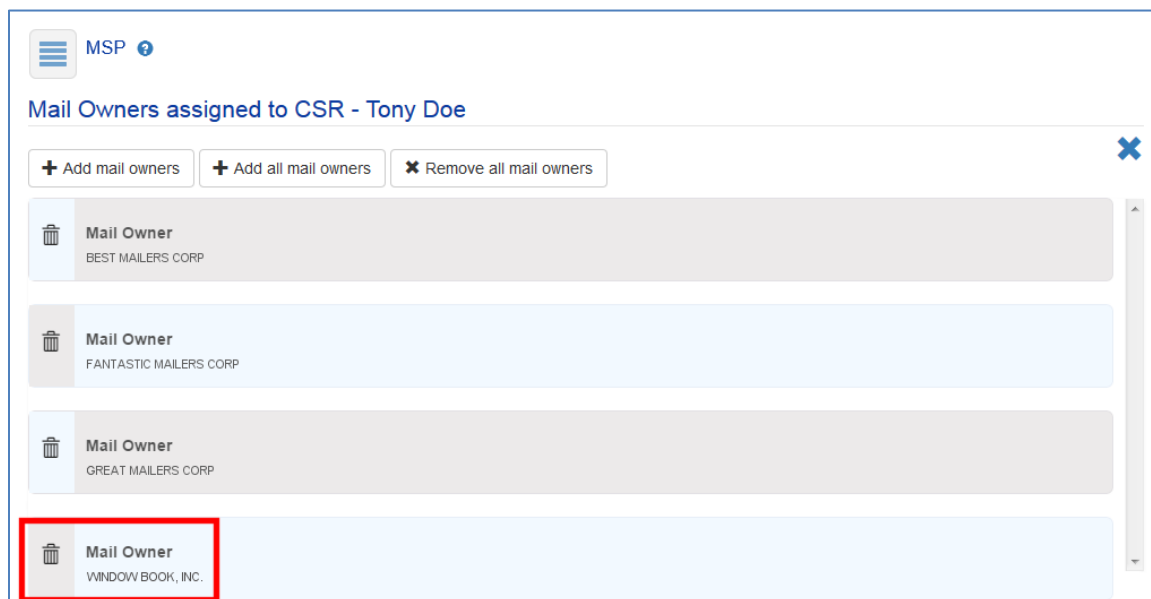 MSP
Mail Owners assigned to CSR - Tony Doe
Add mail owners Add all mail owners Remove all mail owners
Mail Owner
BEST MAILERS CORP
Mail Owner
FANTASTIC MAILERS CORP
Mail Owner
GREAT MAILERS CORP
Mail Owner
WINDOW BOOK, INC.